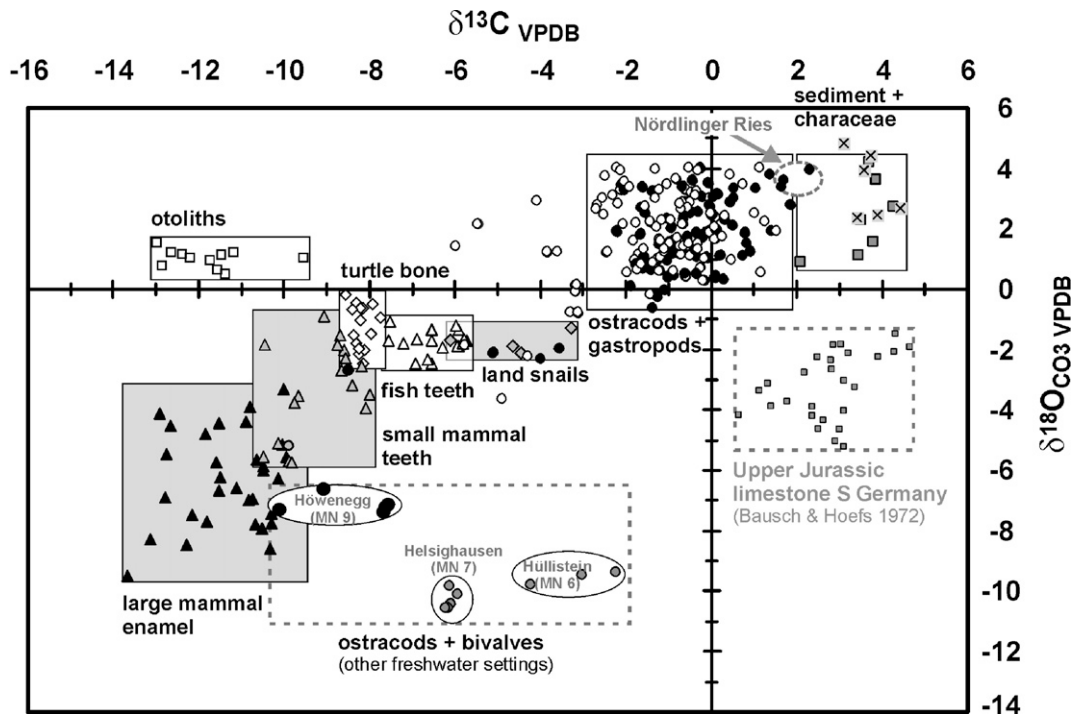 δ13C VPDB
-16 -14 -12 -10 -8 -6 -4 -2 0 2 4 6
sediment +
characeae
Nördlinger Ries
otoliths
turtle bone
ostracods +
gastropods
fish teeth
land snails
small mammal
teeth
Upper Jurassic
limestone S Germany
(Bausch & Hoefs 1972)
Höwenegg
(MN 9)
Helsighausen
(MN 7)
Hüllistein
(MN 6)
large mammal
enamel
ostracods + bivalves
(other freshwater settings)
6
4
2
0
-2
-4
-6
-8
-10
-12
-14
δ18OCO3 VPDB